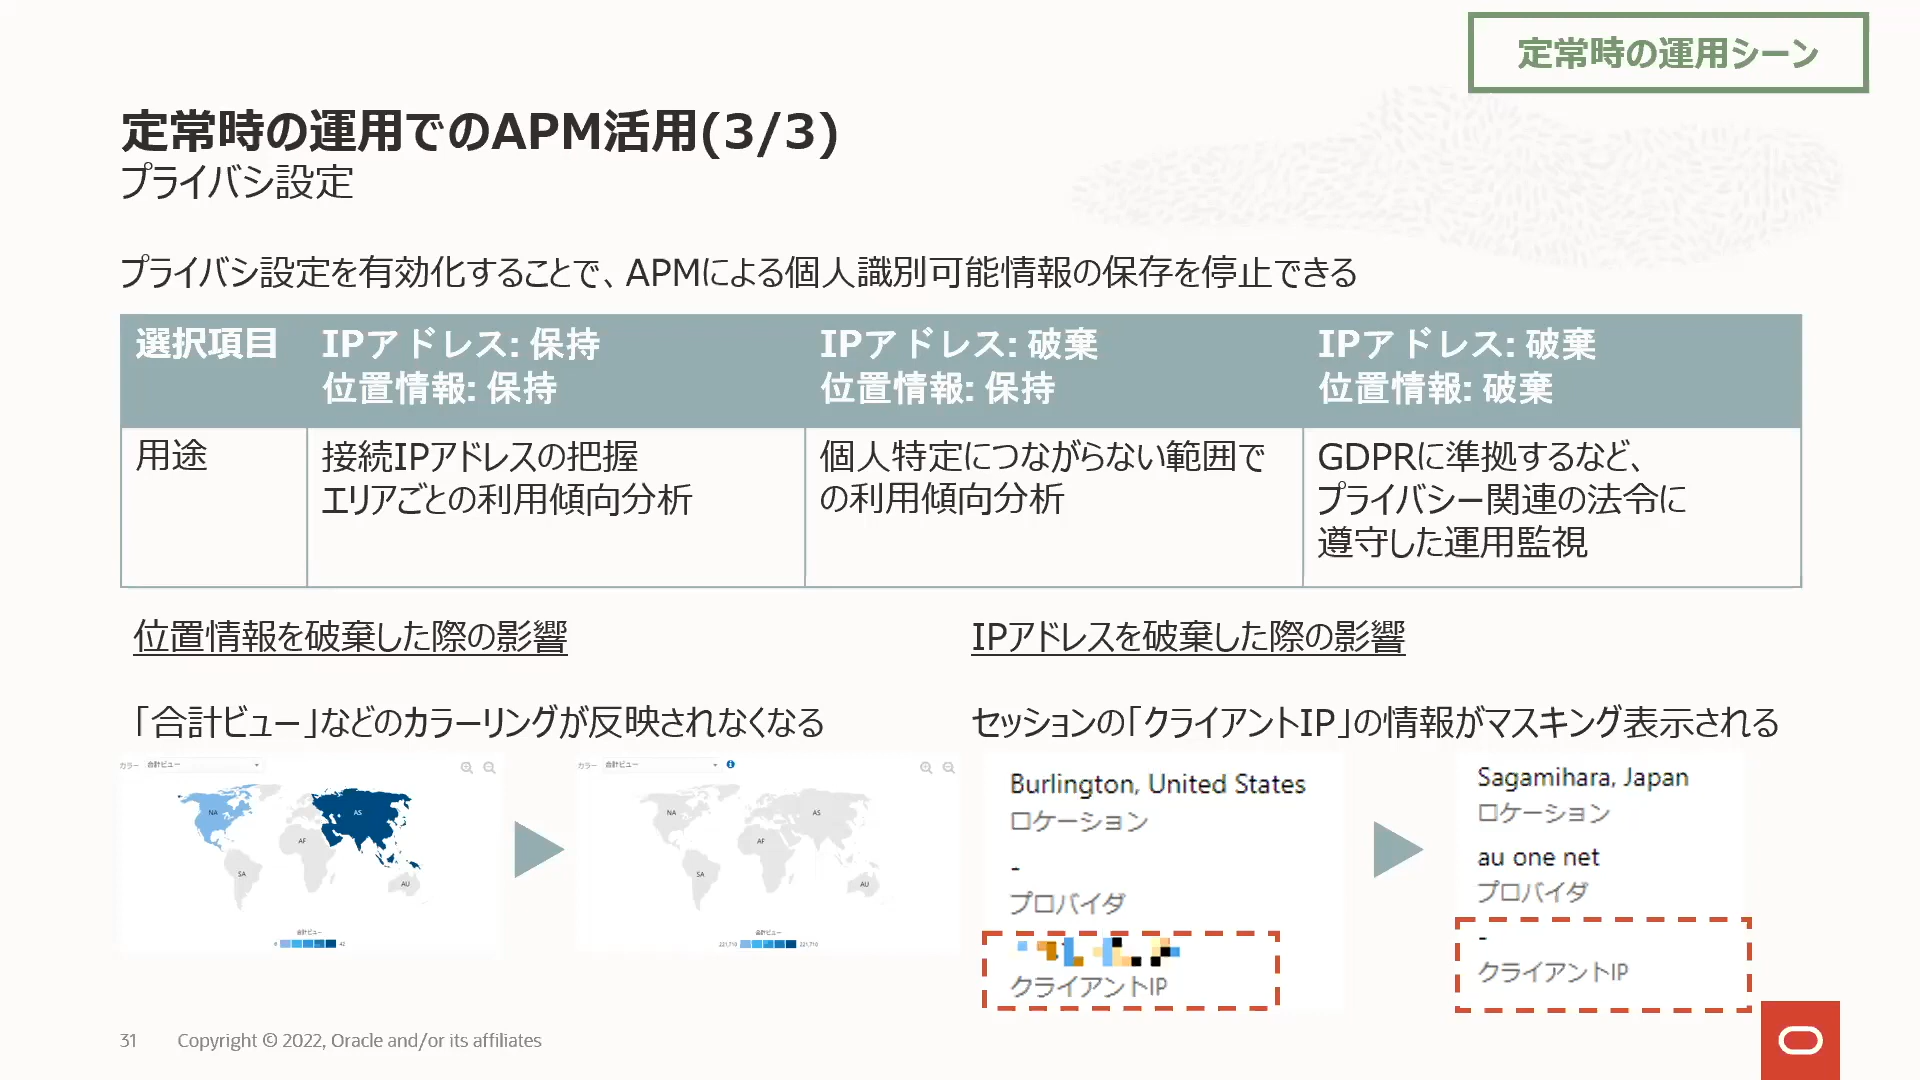 定常時の運用シーン
定常時の運用でのAPM活用(3/3)
プライバシ設定
プライバシ設定を有効化することで、APMによる個人識別可能情報の保存を停止できる
選択項目
IPアドレス: 保持
位置情報: 保持
IPアドレス: 破棄
位置情報: 保持
IPアドレス: 破棄
位置情報: 破棄
用途
接続IPアドレスの把握
エリアごとの利用傾向分析
個人特定につながらない範囲で
の利用傾向分析
GDPRに準拠するなど、
プライバシー関連の法令に
遵守した運用監視
位置情報を破棄した際の影響
「合計ビュー」などのカラーリングが反映されなくなる
カラー 合計ビュー
NA
AS
AF
SA
AU
合計ビュー
0 42
カラー 合計ビュー
NA
AS
AF
SA
AU
合計ビュー
221,710 221,710
IPアドレスを破棄した際の影響
セッションの「クライアントIP」の情報がマスキング表示される
Burlington, United States
ロケーション
-
プロバイダ
クライアントIP
Sagamihara, Japan
ロケーション
au one net
プロバイダ
-
クライアントIP
31 Copyright © 2022, Oracle and/or its affiliates